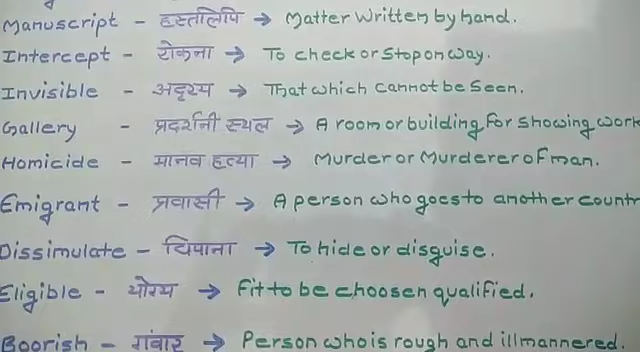 Manuscript - हस्तलिपि → Matter written by hand.
Intercept - रोकना → To check or stop on way.
Invisible - अदृश्य → That which cannot be seen.
Gallery - प्रदर्शनी स्थल → A room or building for showing work
Homicide - मानव हत्या → Murder or Murderer of man.
Emigrant - प्रवासी → A person who goes to another countr
Dissimulate - छिपाना → To hide or disguise.
Eligible - योग्य → Fit to be choosen qualified.
Boorish - गंवार → Person who is rough and illmannered.